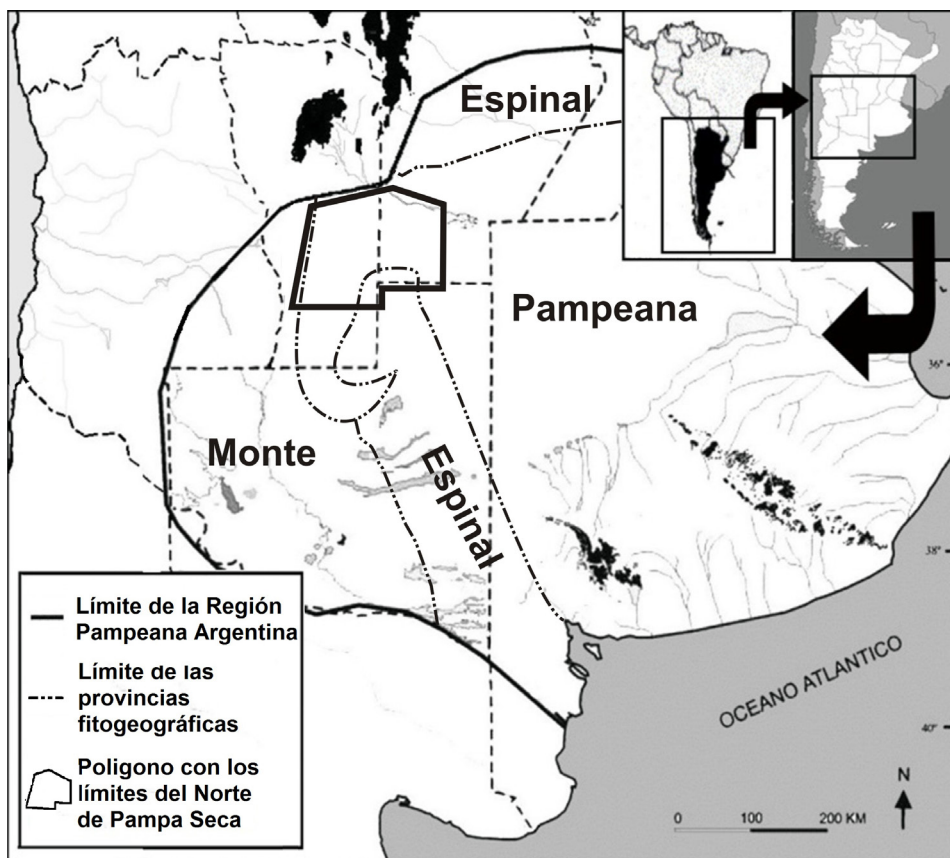 62°
Espinal
Pampeana
36°
Monte
Espinal
38°
Límite de la Región
Pampeana Argentina
Límite de las
provincias
fitogeográficas
Poligono con los
límites del Norte
de Pampa Seca
OCEANO ATLANTICO
40°
N
0 100 200 KM